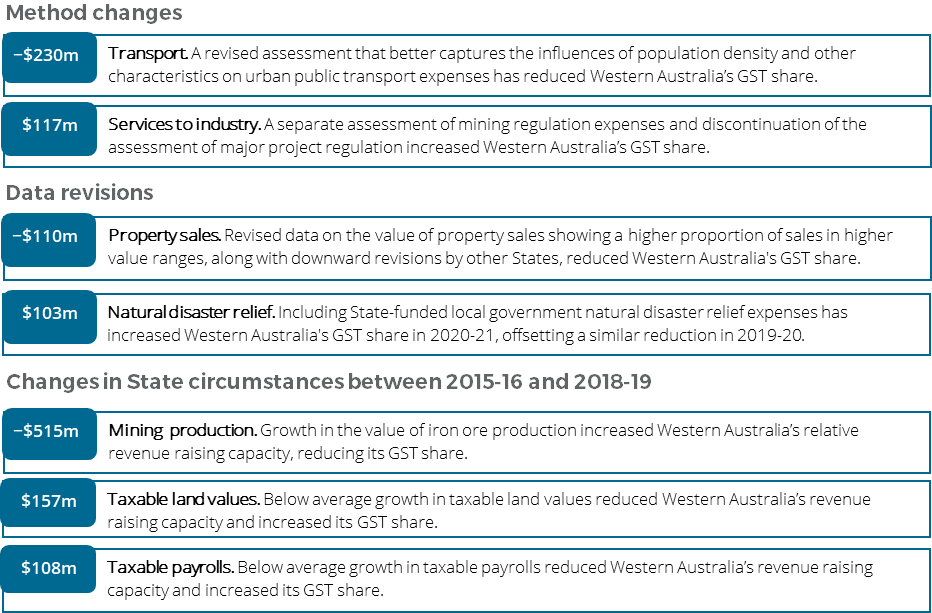 Method changes
−$230m
Transport. A revised assessment that better captures the influences of population density and other
characteristics on urban public transport expenses has reduced Western Australia’s GST share.
$117m
Services to industry. A separate assessment of mining regulation expenses and discontinuation of the
assessment of major project regulation increased Western Australia’s GST share.
Data revisions
−$110m
Property sales. Revised data on the value of property sales showing a higher proportion of sales in higher
value ranges, along with downward revisions by other States, reduced Western Australia's GST share.
$103m
Natural disaster relief. Including State-funded local government natural disaster relief expenses has
increased Western Australia's GST share in 2020-21, offsetting a similar reduction in 2019-20.
Changes in State circumstances between 2015-16 and 2018-19
−$515m
Mining production. Growth in the value of iron ore production increased Western Australia’s relative
revenue raising capacity, reducing its GST share.
$157m
Taxable land values. Below average growth in taxable land values reduced Western Australia’s revenue
raising capacity and increased its GST share.
$108m
Taxable payrolls. Below average growth in taxable payrolls reduced Western Australia’s revenue raising
capacity and increased its GST share.